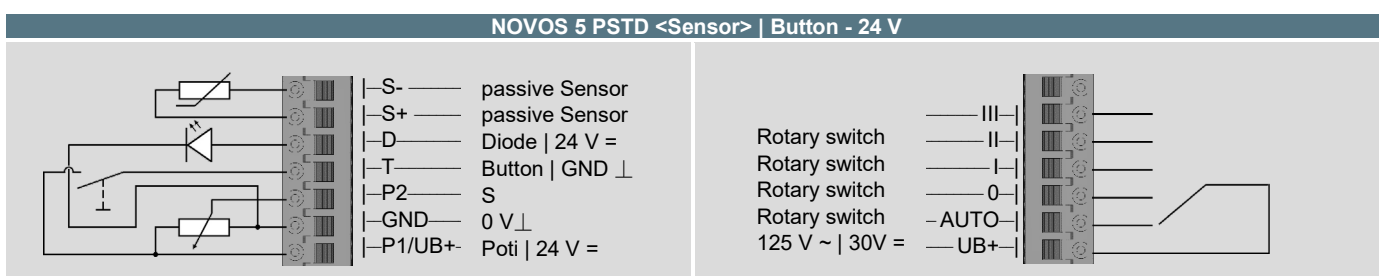 NOVOS 5 PSTD <Sensor> | Button - 24 V
S- passive Sensor
S+ passive Sensor
D Diode | 24 V =
T Button | GND ⊥
P2 S
GND 0 V⊥
P1/UB+ Poti | 24 V =
III
Rotary switch II
Rotary switch I
Rotary switch 0
Rotary switch AUTO
125 V ~ | 30V = UB+